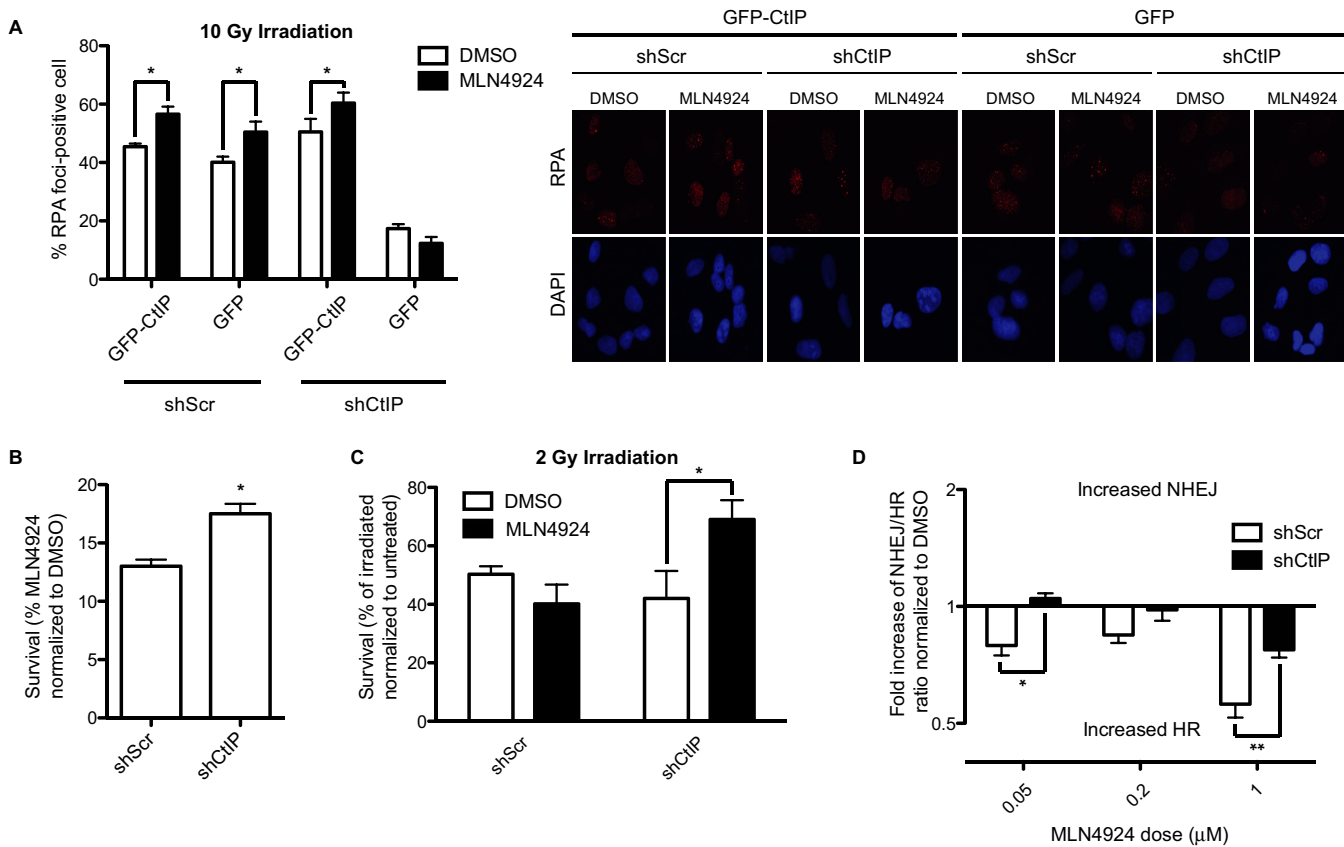 A
10 Gy Irradiation
DMSO
MLN4924
% RPA foci-positive cell
80
60
40
20
0
* * *
GFP-CtIP GFP GFP-CtIP GFP
shScr shCtIP
GFP-CtIP GFP
shScr shCtIP shScr shCtIP
DMSO MLN4924 DMSO MLN4924 DMSO MLN4924 DMSO MLN4924
RPA
DAPI
B
Survival (% MLN4924
normalized to DMSO)
20
15
10
5
0
*
shScr shCtIP
C
2 Gy Irradiation
DMSO
MLN4924
Survival (% of irradiated
normalized to untreated)
80
60
40
20
0
*
shScr shCtIP
D
Fold increase of NHEJ/HR
ratio normalized to DMSO
2
1
0.5
Increased NHEJ
shScr
shCtIP
*
Increased HR
**
0.05 0.2 1
MLN4924 dose (μM)